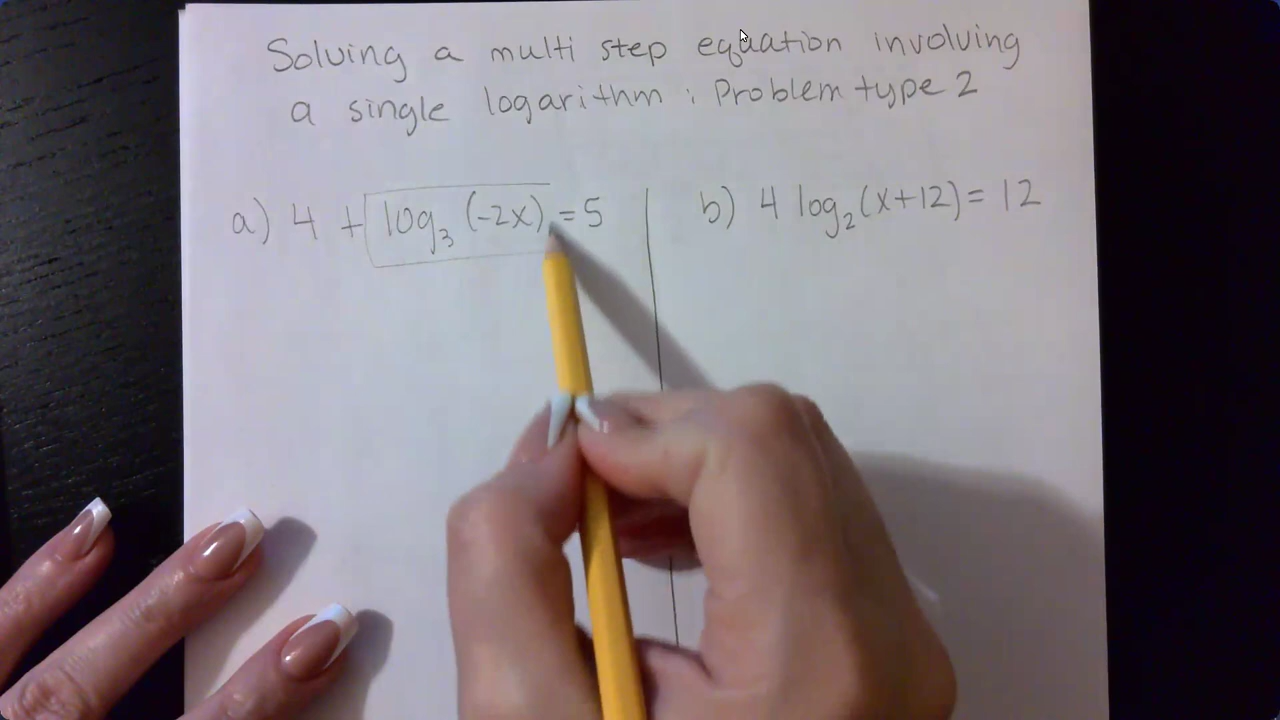 Solving a multi step equation involving
a single logarithm : Problem type 2
a) 4 + log₃ (-2x) = 5
b) 4 log₂ (x+12) = 12